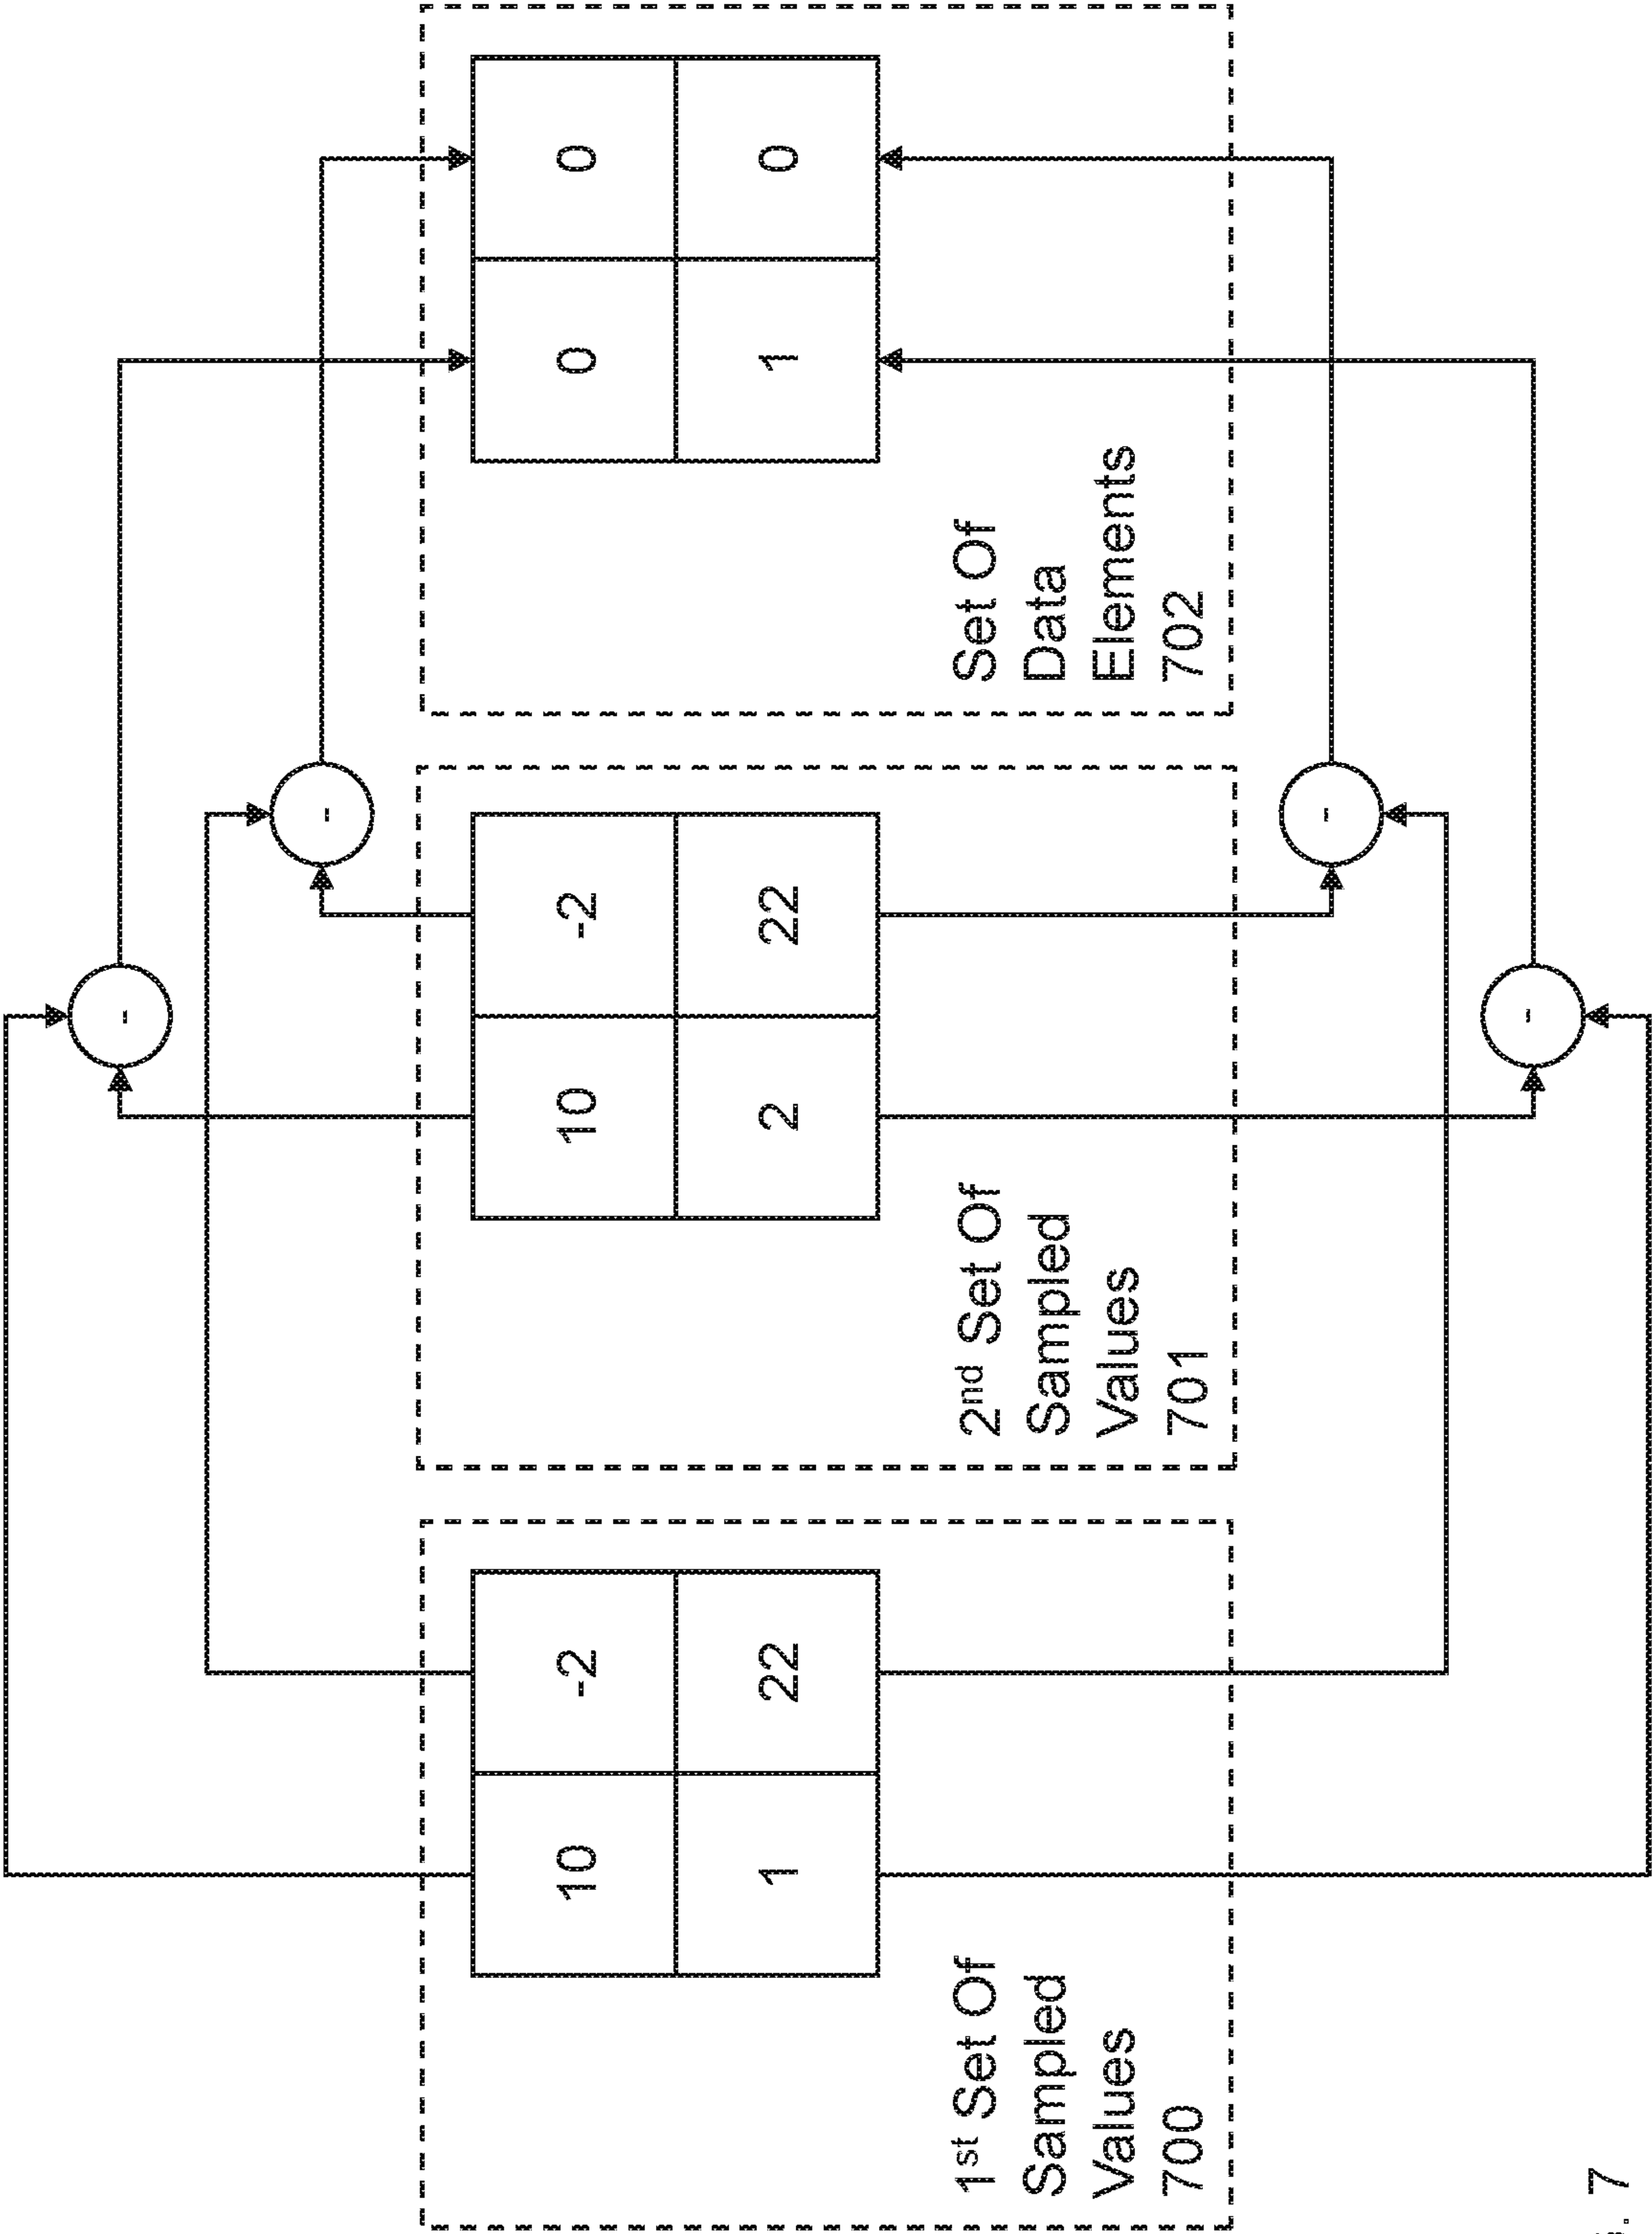 10 -2
1 22
1st Set Of
Sampled
Values
700
10 -2
2 22
2nd Set Of
Sampled
Values
701
0 0
1 0
Set Of
Data
Elements
702
-
-
-
-
7